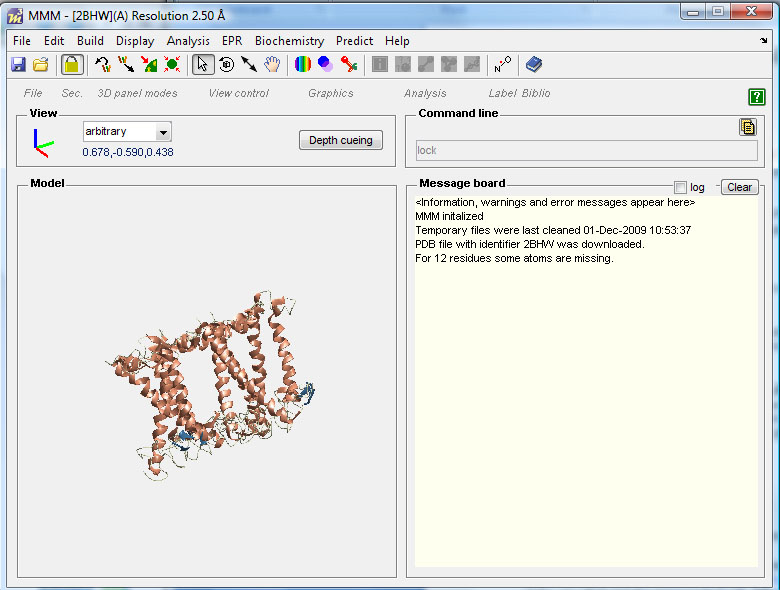 MMM - [2BHW](A) Resolution 2.50 Å
File Edit Build Display Analysis EPR Biochemistry Predict Help
File Sec. 3D panel modes View control Graphics Analysis Label Biblio
View
arbitrary
0.678,-0.590,0.438
Depth cueing
Command line
lock
Model
Message board
log
Clear
<Information, warnings and error messages appear here>
MMM initalized
Temporary files were last cleaned 01-Dec-2009 10:53:37
PDB file with identifier 2BHW was downloaded.
For 12 residues some atoms are missing.